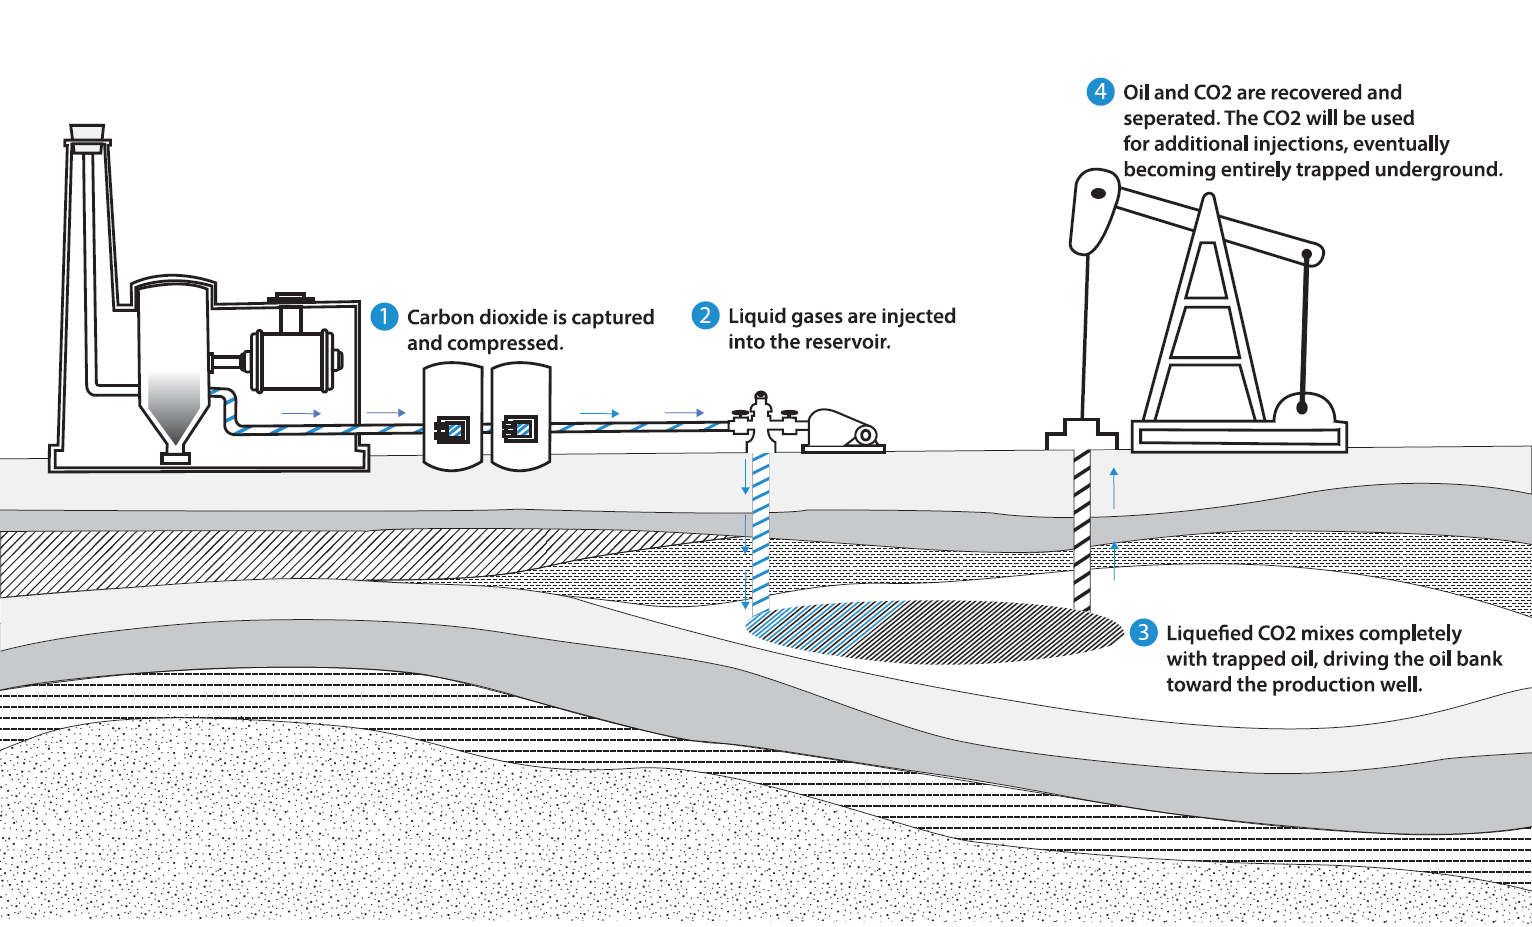 1 Carbon dioxide is captured
and compressed.
2 Liquid gases are injected
into the reservoir.
3 Liquefied CO2 mixes completely
with trapped oil, driving the oil bank
toward the production well.
4 Oil and CO2 are recovered and
seperated. The CO2 will be used
for additional injections, eventually
becoming entirely trapped underground.